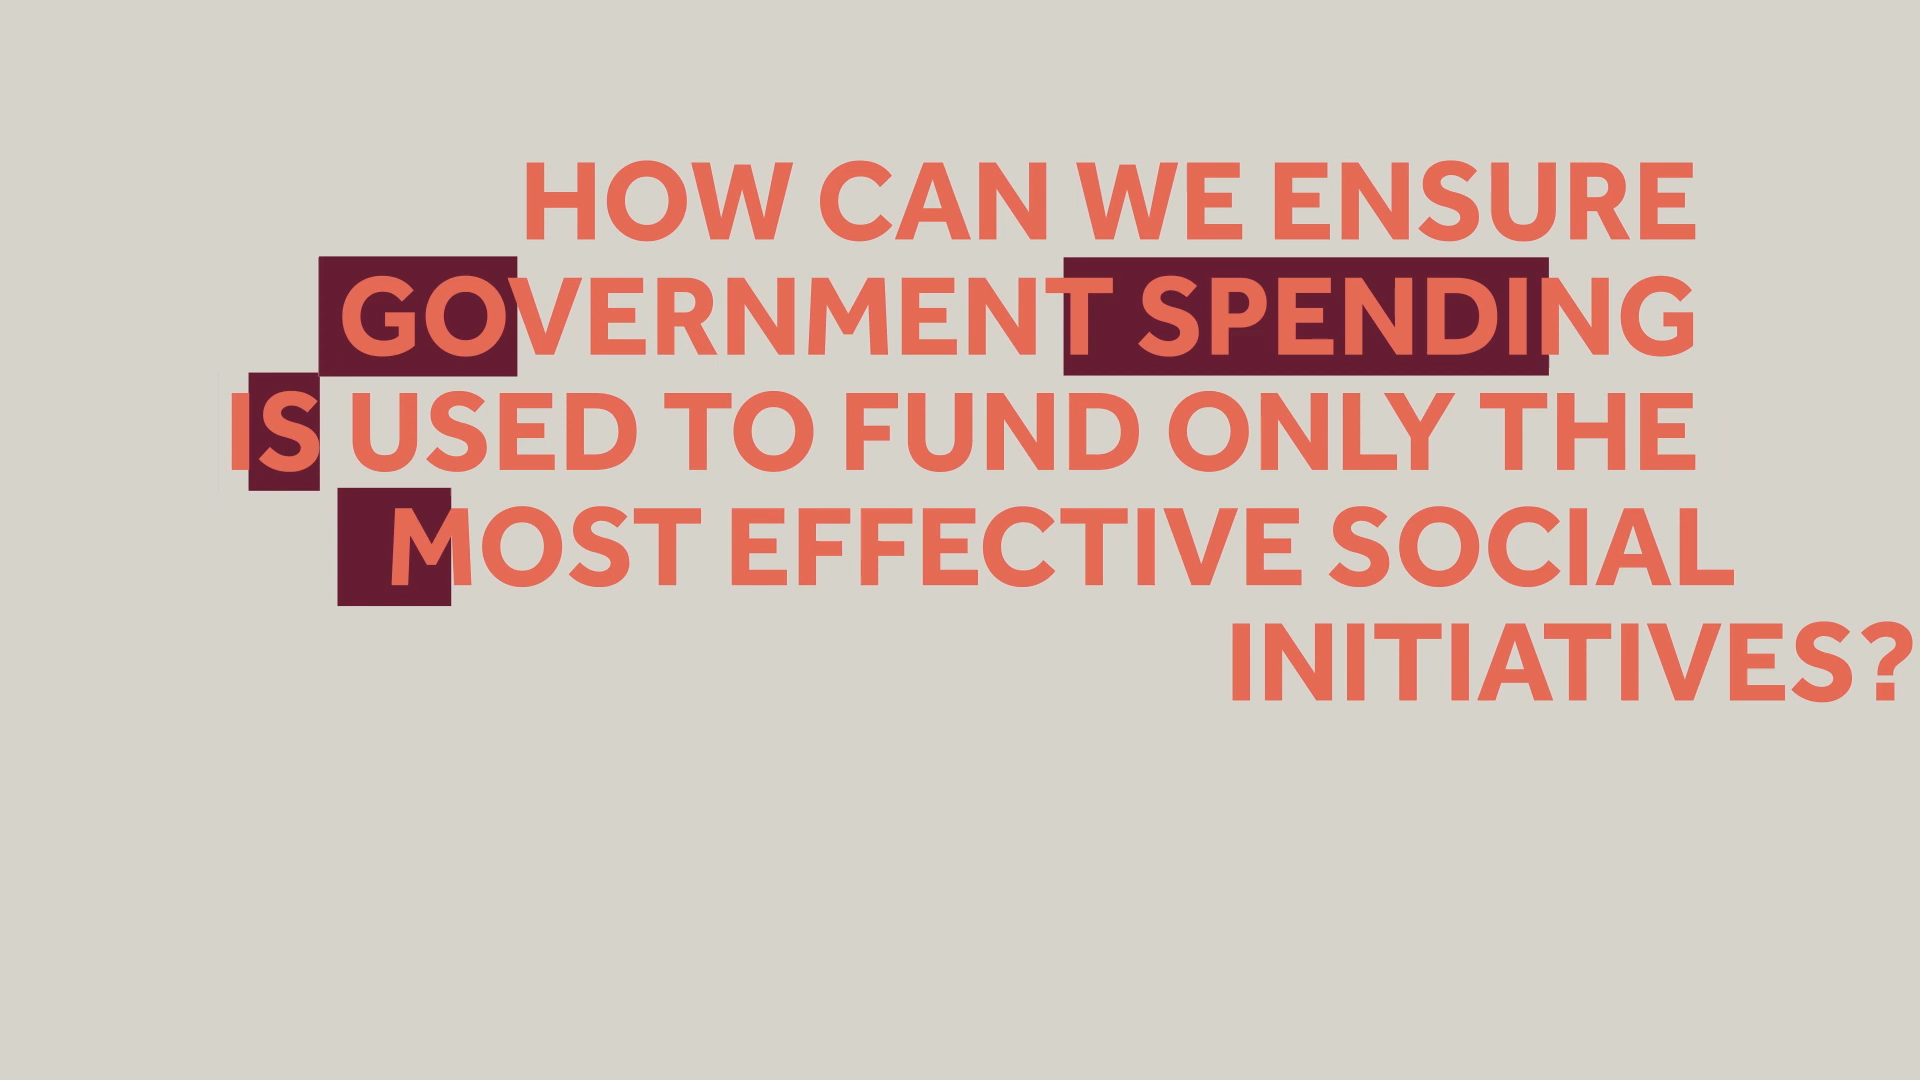 HOW CAN WE ENSURE
GOVERNMENT SPENDING
IS USED TO FUND ONLY THE
MOST EFFECTIVE SOCIAL
INITIATIVES?